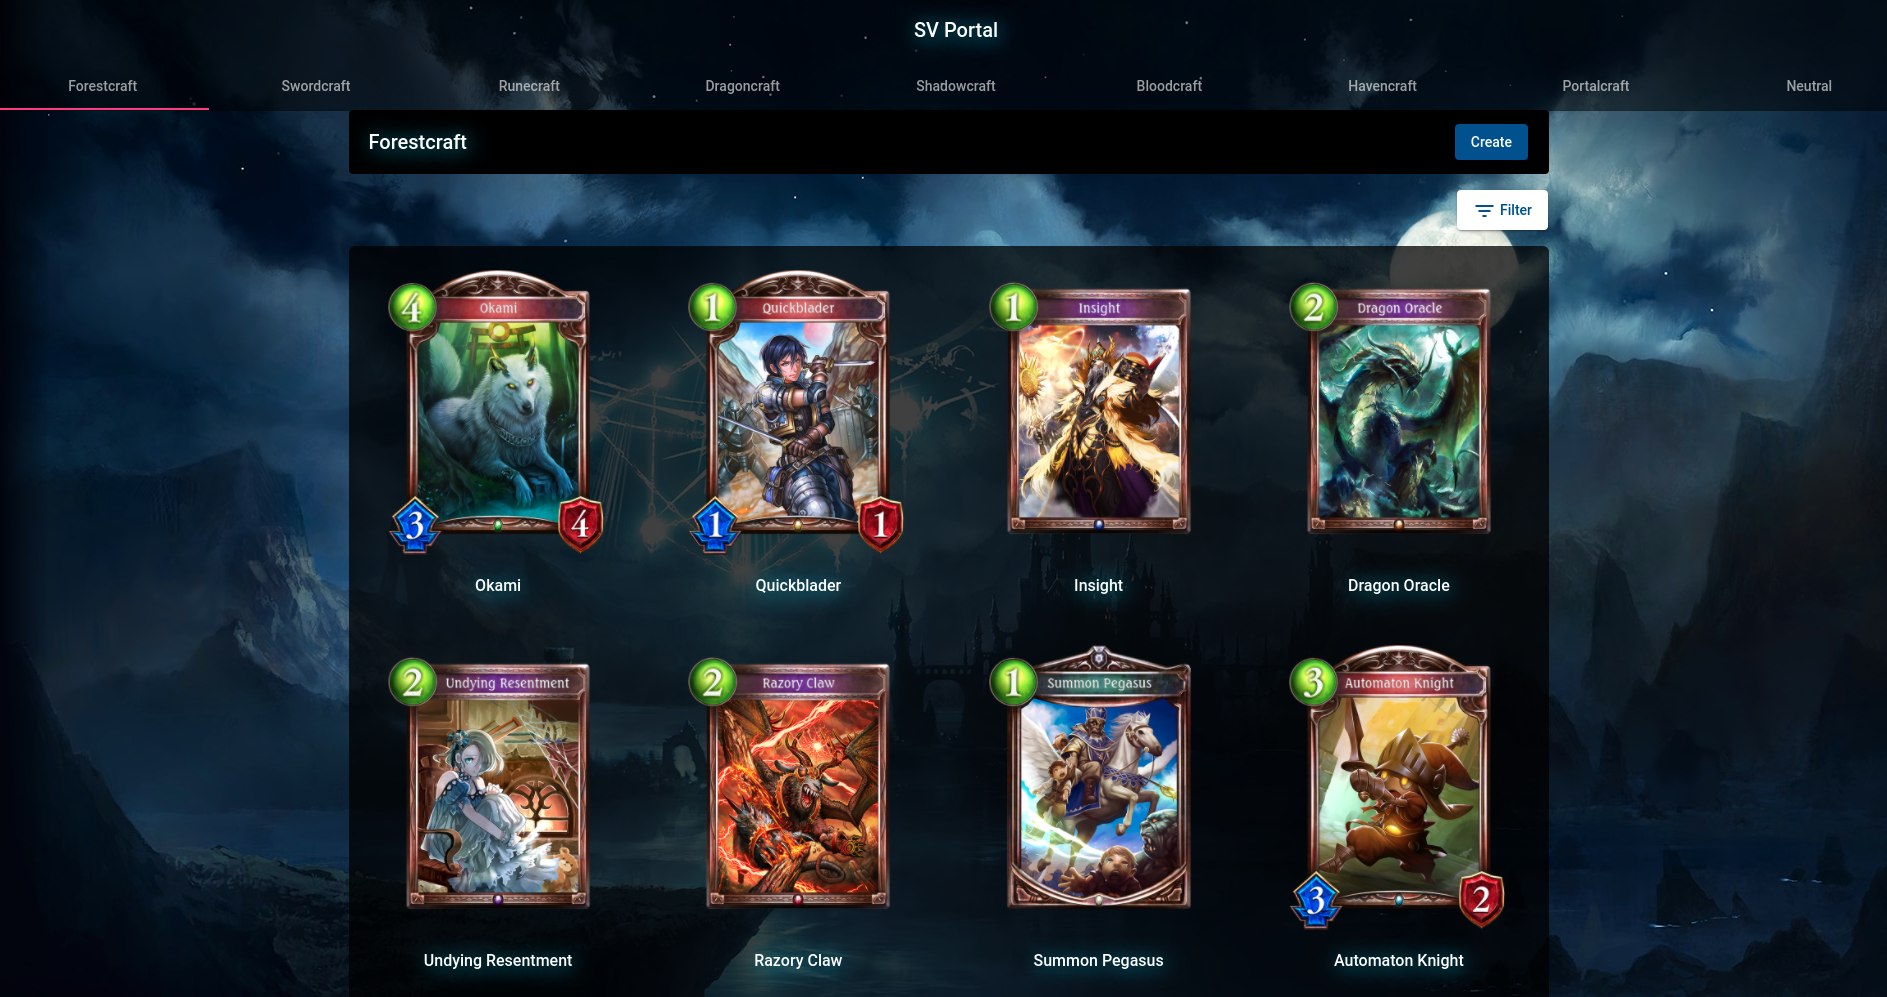 SV Portal
Forestcraft Swordcraft Runecraft Dragoncraft Shadowcraft Bloodcraft Havencraft Portalcraft Neutral
Forestcraft Create
Filter
4 Okami 1 Quickblader 1 Insight 2 Dragon Oracle
3 4 1 1
Okami Quickblader Insight Dragon Oracle
2 Undying Resentment 2 Razory Claw 1 Summon Pegasus 3 Automaton Knight
3 2
Undying Resentment Razory Claw Summon Pegasus Automaton Knight